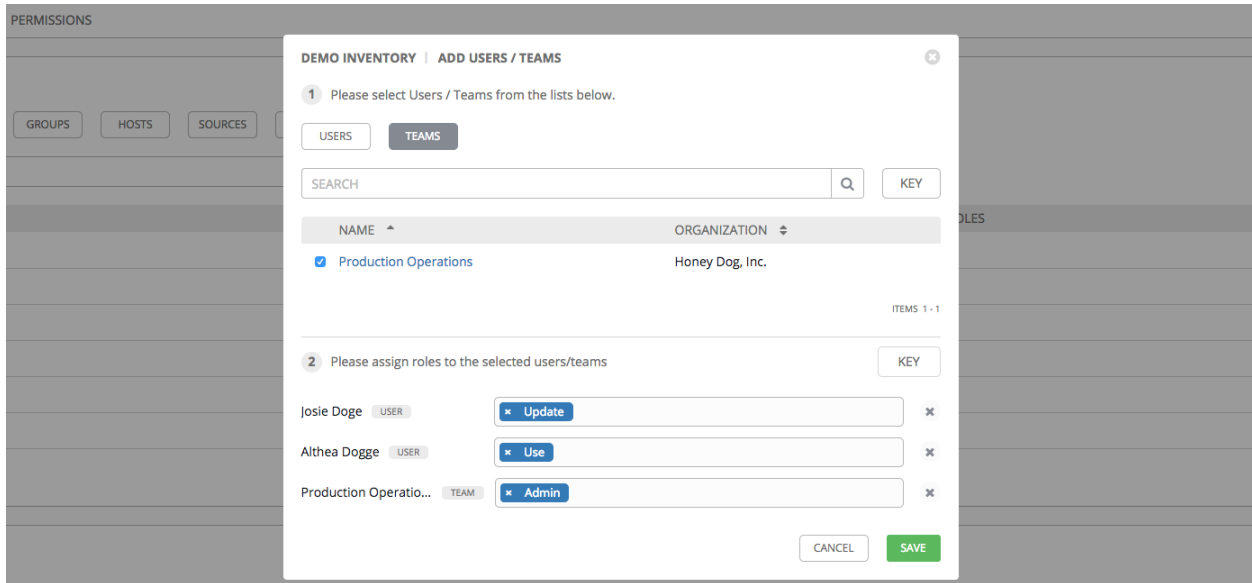 PERMISSIONS
DEMO INVENTORY | ADD USERS / TEAMS
1 Please select Users / Teams from the lists below.
GROUPS HOSTS SOURCES
USERS TEAMS
SEARCH KEY
NAME ORGANIZATION
OLES
Production Operations Honey Dog, Inc.
ITEMS 1 - 1
2 Please assign roles to the selected users/teams KEY
Josie Doge USER × Update
Althea Dogge USER × Use
Production Operatio... TEAM × Admin
CANCEL SAVE